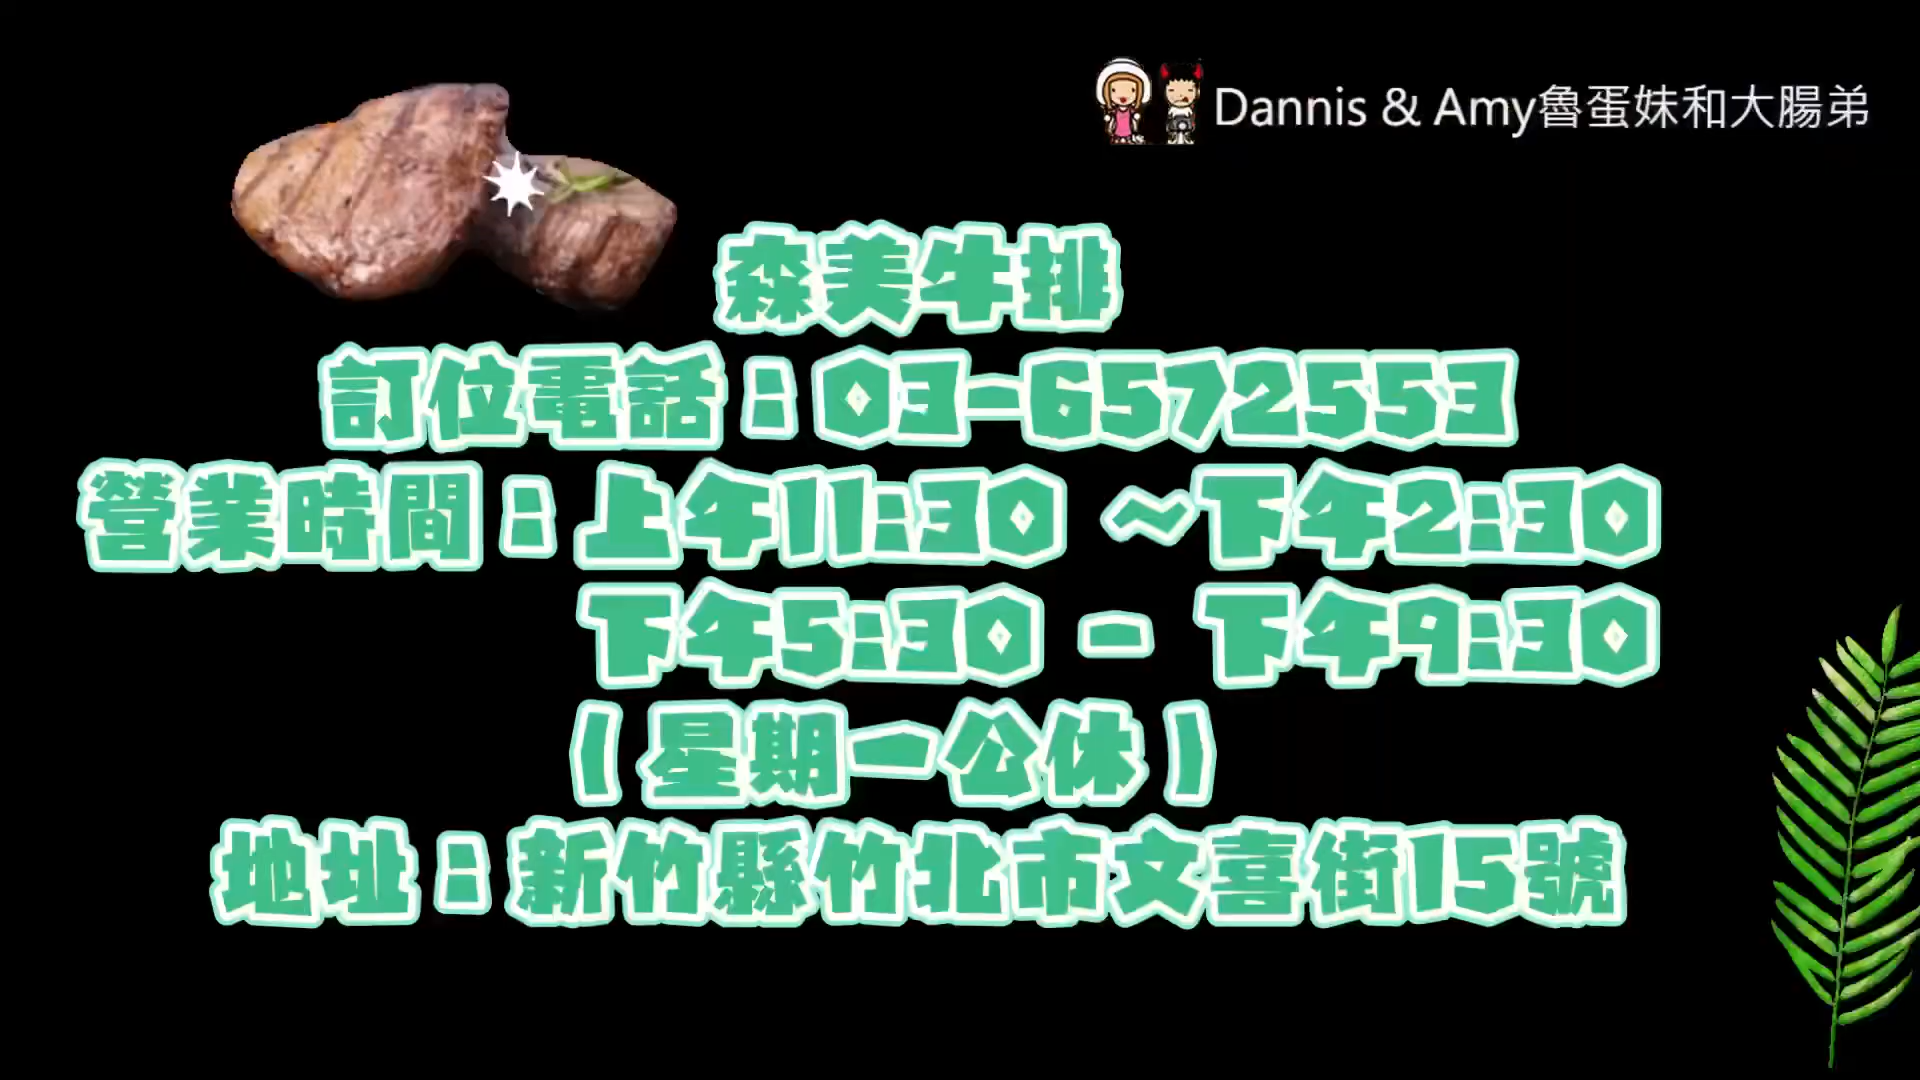 Dannis & Amy魯蛋妹和大腸弟
森美牛排
訂位電話：03-6572553
營業時間：上午11:30 ~下午2:30
下午5:30 - 下午9:30
（星期一公休）
地址：新竹縣竹北市文喜街15號